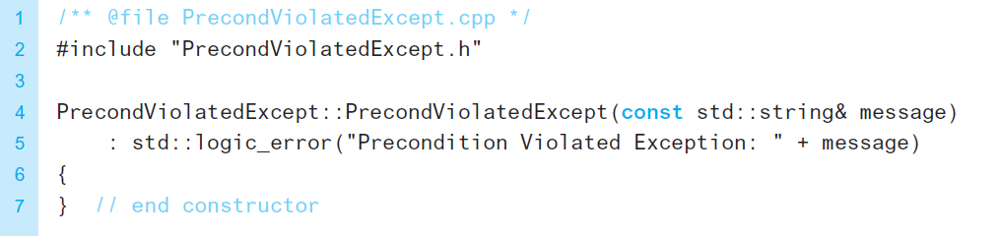 1 /** @file PrecondViolatedExcept.cpp */
2 #include "PrecondViolatedExcept.h"
3
4 PrecondViolatedExcept::PrecondViolatedExcept(const std::string& message)
5     : std::logic_error("Precondition Violated Exception: " + message)
6 {
7 }  // end constructor